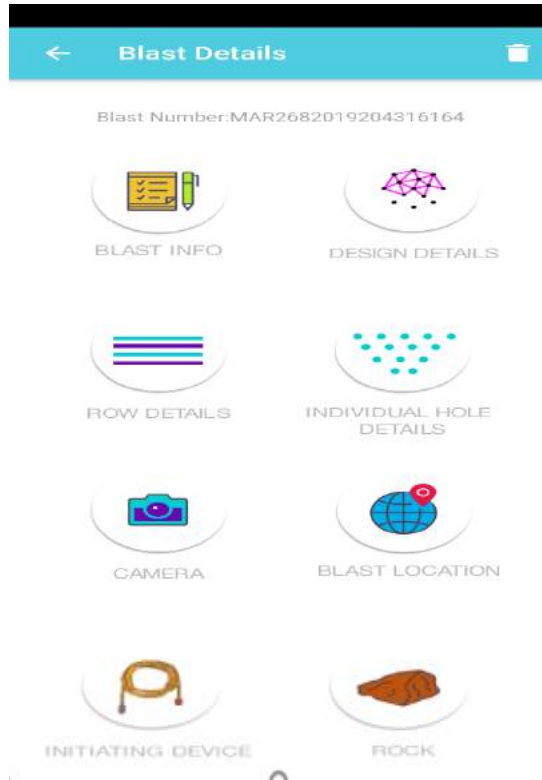 Blast Details
Blast Number:MAR2682019204316164
BLAST INFO
DESIGN DETAILS
ROW DETAILS
INDIVIDUAL HOLE
DETAILS
CAMERA
BLAST LOCATION
INITIATING DEVICE
ROCK